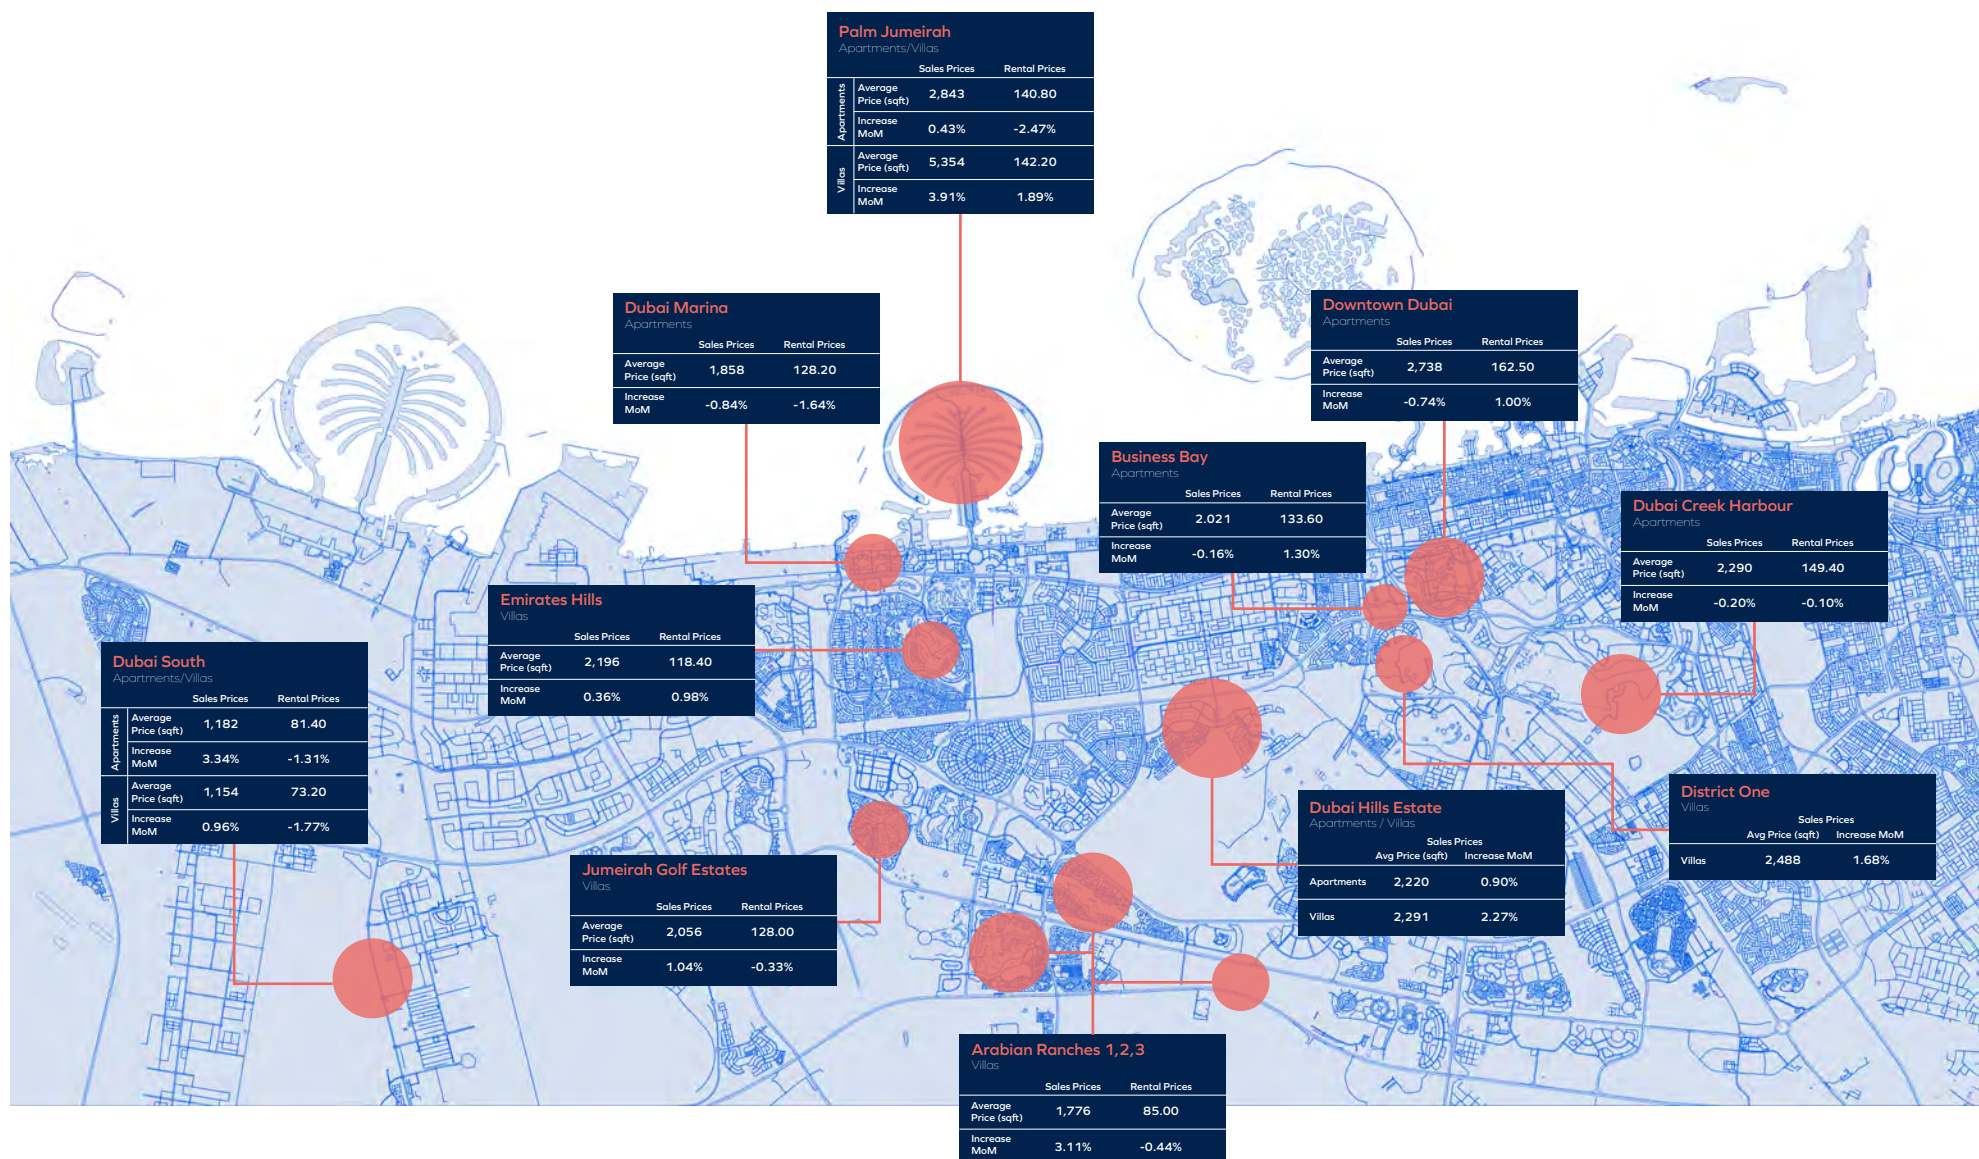 Palm Jumeirah
Apartments/Villas
Sales Prices Rental Prices
Apartments
Average Price (sqft) 2,843 140.80
Increase MoM 0.43% -2.47%
Villas
Average Price (sqft) 5,354 142.20
Increase MoM 3.91% 1.89%
Dubai Marina
Apartments
Sales Prices Rental Prices
Average Price (sqft) 1,858 128.20
Increase MoM -0.84% -1.64%
Downtown Dubai
Apartments
Sales Prices Rental Prices
Average Price (sqft) 2,738 162.50
Increase MoM -0.74% 1.00%
Business Bay
Apartments
Sales Prices Rental Prices
Average Price (sqft) 2.021 133.60
Increase MoM -0.16% 1.30%
Dubai Creek Harbour
Apartments
Sales Prices Rental Prices
Average Price (sqft) 2,290 149.40
Increase MoM -0.20% -0.10%
Emirates Hills
Villas
Sales Prices Rental Prices
Average Price (sqft) 2,196 118.40
Increase MoM 0.36% 0.98%
Dubai South
Apartments/Villas
Sales Prices Rental Prices
Apartments
Average Price (sqft) 1,182 81.40
Increase MoM 3.34% -1.31%
Villas
Average Price (sqft) 1,154 73.20
Increase MoM 0.96% -1.77%
District One
Villas
Sales Prices
Avg Price (sqft) Increase MoM
Villas 2,488 1.68%
Dubai Hills Estate
Apartments / Villas
Sales Prices
Avg Price (sqft) Increase MoM
Apartments 2,220 0.90%
Villas 2,291 2.27%
Jumeirah Golf Estates
Villas
Sales Prices Rental Prices
Average Price (sqft) 2,056 128.00
Increase MoM 1.04% -0.33%
Arabian Ranches 1,2,3
Villas
Sales Prices Rental Prices
Average Price (sqft) 1,776 85.00
Increase MoM 3.11% -0.44%